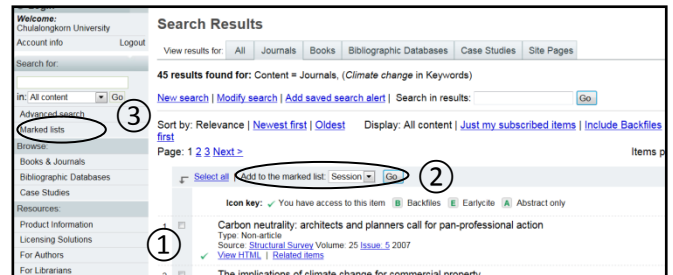 Login
Welcome:
Chulalongkorn University
Account info Logout
Search for:
in: All content Go
Advanced search
Marked lists
Browse:
Books & Journals
Bibliographic Databases
Case Studies
Resources:
Product Information
Licensing Solutions
For Authors
For Librarians
3
Search Results
View results for: All Journals Books Bibliographic Databases Case Studies Site Pages
45 results found for: Content = Journals, (Climate change in Keywords)
New search | Modify search | Add saved search alert | Search in results: Go
Sort by: Relevance | Newest first | Oldest Display: All content | Just my subscribed items | Include Backfiles
first
Page: 1 2 3 Next > Items p
Select all | Add to the marked list: Session Go 2
Icon key: ✓ You have access to this item B Backfiles E Earlycite A Abstract only
1 Carbon neutrality: architects and planners call for pan-professional action
Type: Non-article
1 Source: Structural Survey Volume: 25 Issue: 5 2007
✓ View HTML | Related items
2 The implications of climate change for commercial property